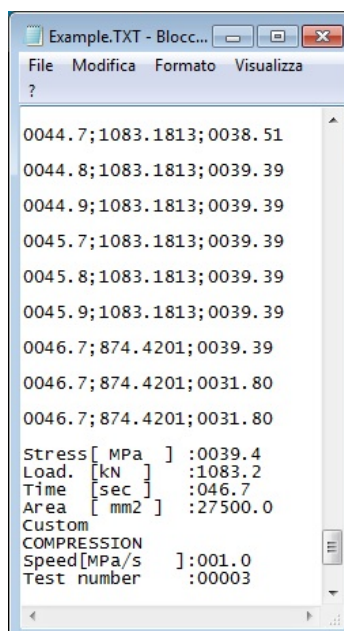 Example.TXT - Blocc...
File Modifica Formato Visualizza
?
0044.7;1083.1813;0038.51
0044.8;1083.1813;0039.39
0044.9;1083.1813;0039.39
0045.7;1083.1813;0039.39
0045.8;1083.1813;0039.39
0045.9;1083.1813;0039.39
0046.7;874.4201;0039.39
0046.7;874.4201;0031.80
0046.7;874.4201;0031.80
Stress[ MPa ] :0039.4
Load. [kN ] :1083.2
Time [sec ] :046.7
Area [ mm2 ] :27500.0
Custom
COMPRESSION
Speed[MPa/s ]:001.0
Test number :00003